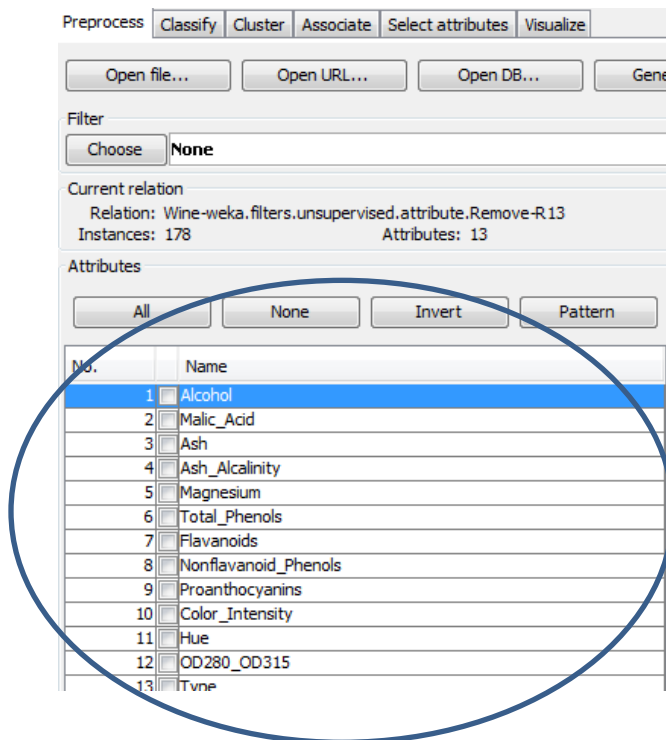 Preprocess Classify Cluster Associate Select attributes Visualize
Open file... Open URL... Open DB... Gene
Filter
Choose None
Current relation
Relation: Wine-weka.filters.unsupervised.attribute.Remove-R13
Instances: 178 Attributes: 13
Attributes
All None Invert Pattern
No. Name
1 Alcohol
2 Malic_Acid
3 Ash
4 Ash_Alcalinity
5 Magnesium
6 Total_Phenols
7 Flavanoids
8 Nonflavanoid_Phenols
9 Proanthocyanins
10 Color_Intensity
11 Hue
12 OD280_OD315
13 Type